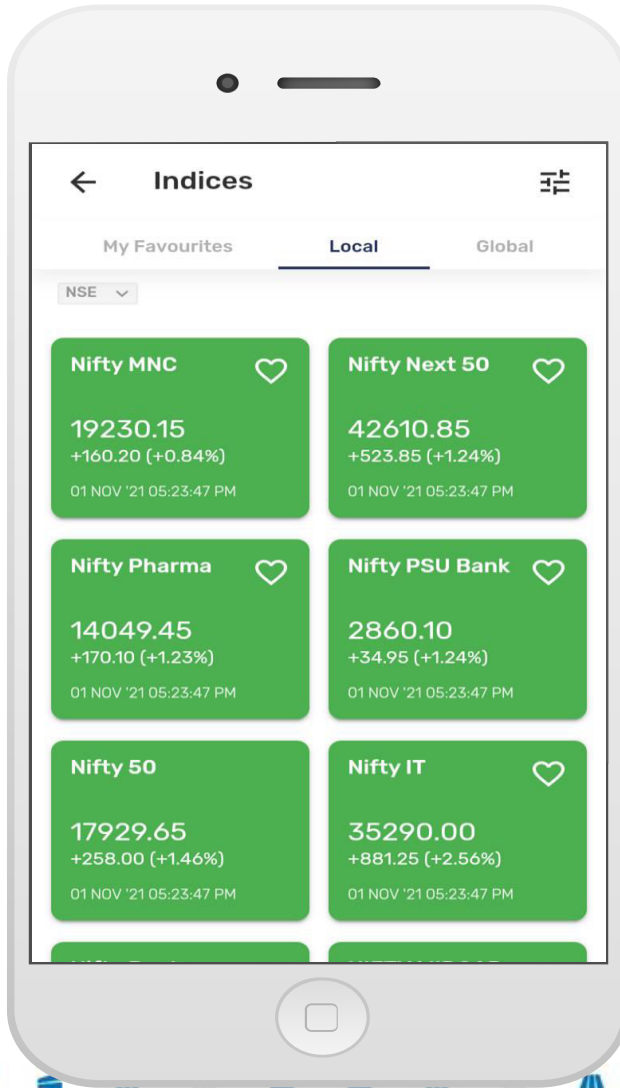 Indices
My Favourites Local Global
NSE
Nifty MNC
19230.15
+160.20 (+0.84%)
01 NOV '21 05:23:47 PM
Nifty Next 50
42610.85
+523.85 (+1.24%)
01 NOV '21 05:23:47 PM
Nifty Pharma
14049.45
+170.10 (+1.23%)
01 NOV '21 05:23:47 PM
Nifty PSU Bank
2860.10
+34.95 (+1.24%)
01 NOV '21 05:23:47 PM
Nifty 50
17929.65
+258.00 (+1.46%)
01 NOV '21 05:23:47 PM
Nifty IT
35290.00
+881.25 (+2.56%)
01 NOV '21 05:23:47 PM